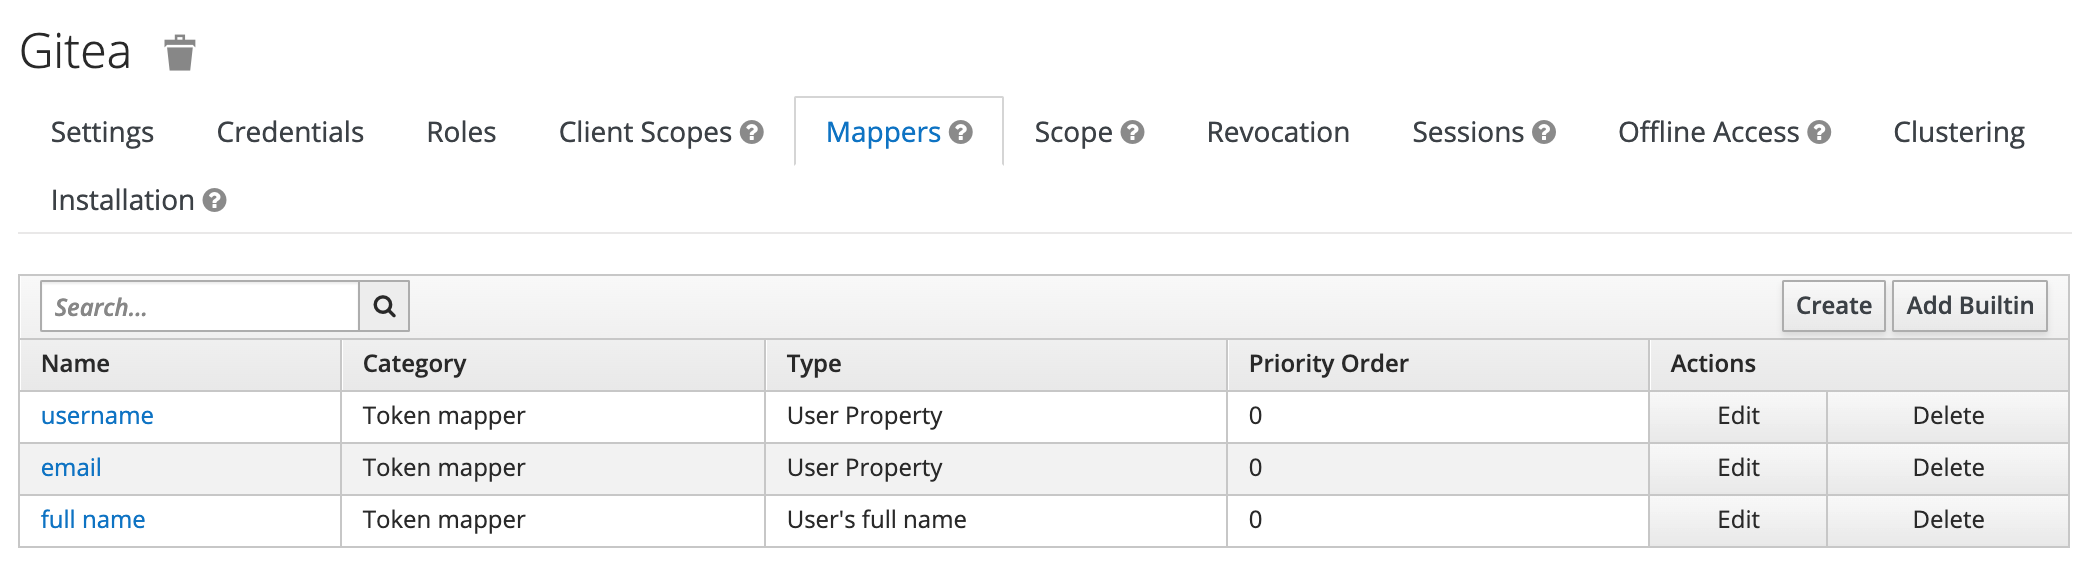 Gitea
Settings Credentials Roles Client Scopes ? Mappers ? Scope ? Revocation Sessions ? Offline Access ? Clustering
Installation ?
Search... Create Add Builtin
Name Category Type Priority Order Actions
username Token mapper User Property 0 Edit Delete
email Token mapper User Property 0 Edit Delete
full name Token mapper User's full name 0 Edit Delete